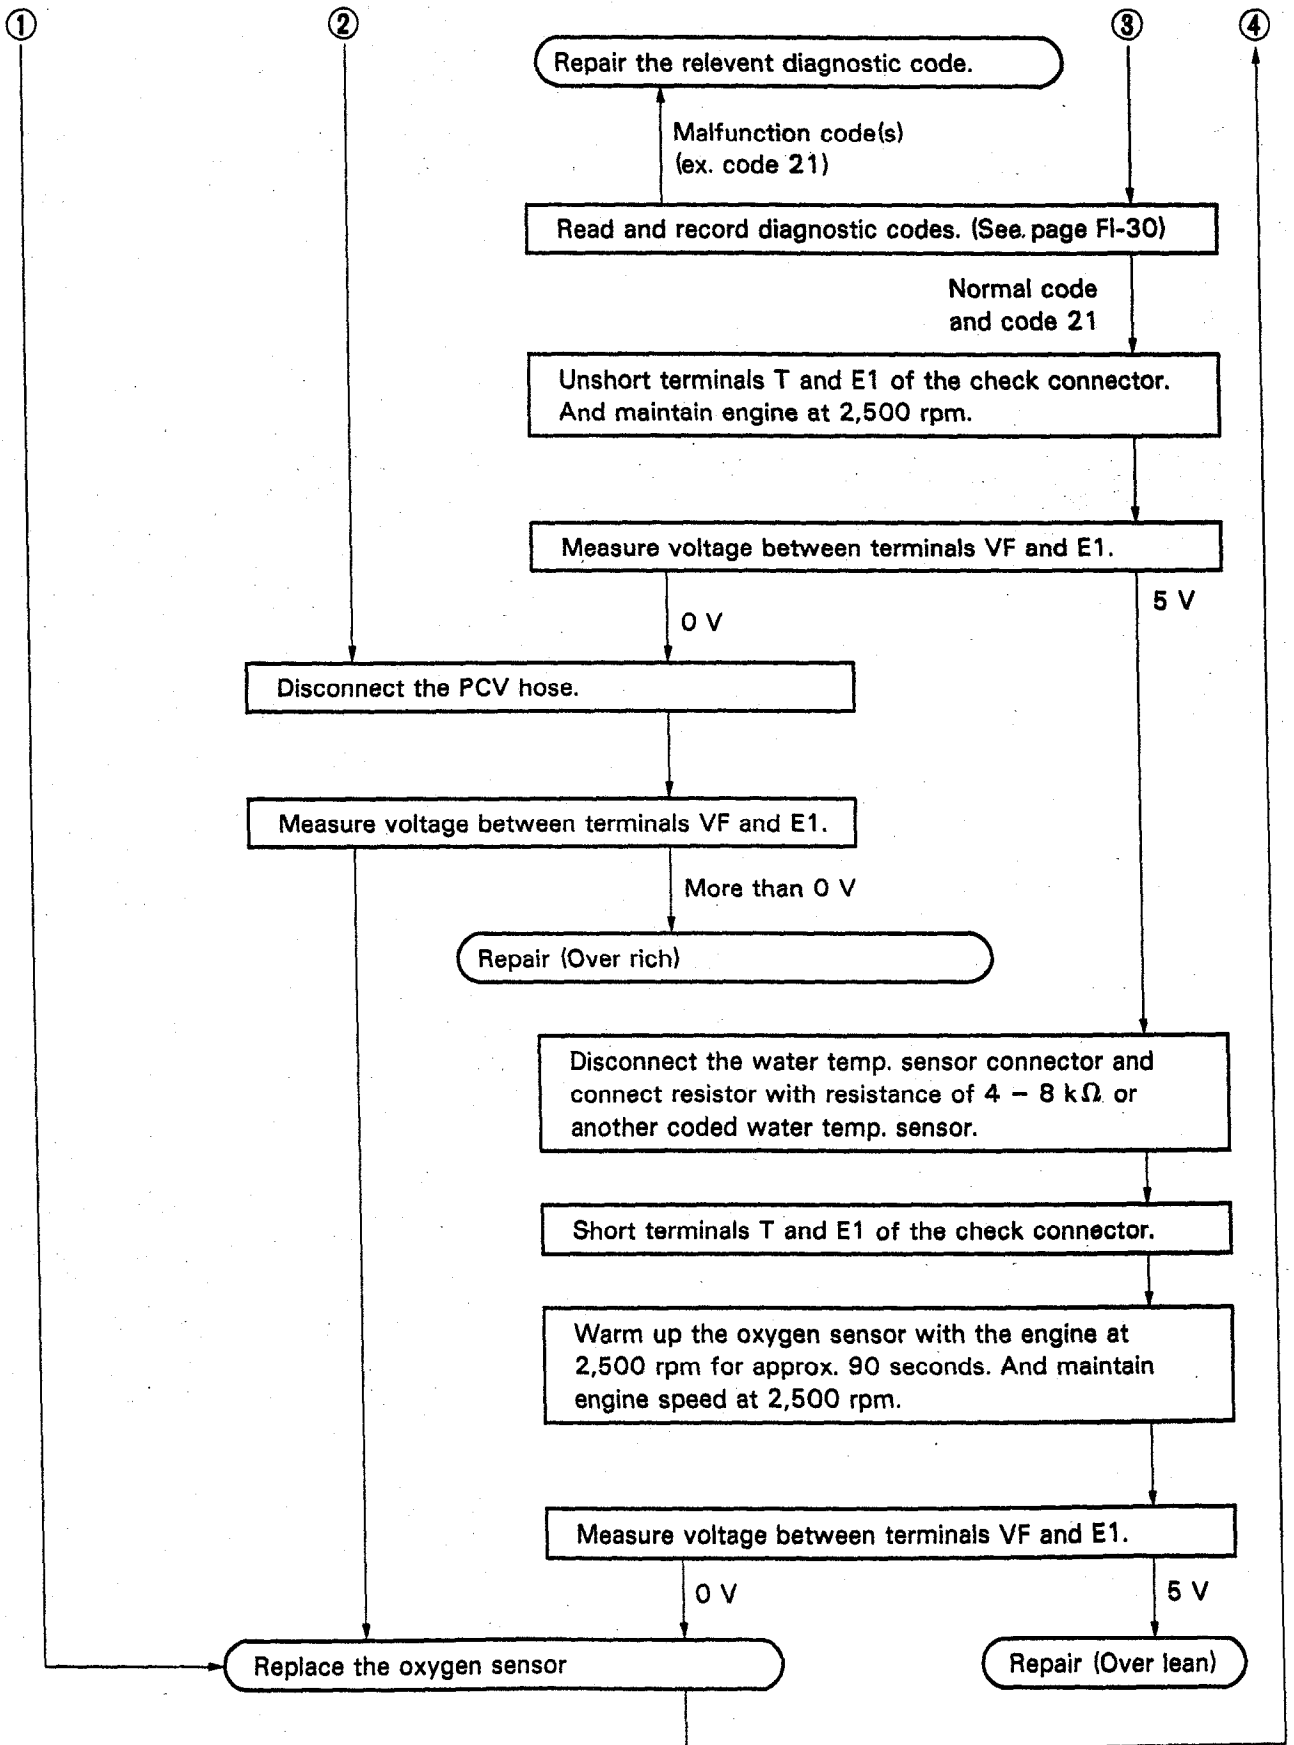 ① ② ③ ④
Repair the relevent diagnostic code.
Malfunction code(s)
(ex. code 21)
Read and record diagnostic codes. (See page FI-30)
Normal code
and code 21
Unshort terminals T and E1 of the check connector.
And maintain engine at 2,500 rpm.
Measure voltage between terminals VF and E1.
0 V
5 V
Disconnect the PCV hose.
Measure voltage between terminals VF and E1.
More than 0 V
Repair (Over rich)
Disconnect the water temp. sensor connector and
connect resistor with resistance of 4 – 8 kΩ or
another coded water temp. sensor.
Short terminals T and E1 of the check connector.
Warm up the oxygen sensor with the engine at
2,500 rpm for approx. 90 seconds. And maintain
engine speed at 2,500 rpm.
Measure voltage between terminals VF and E1.
0 V
5 V
Replace the oxygen sensor
Repair (Over lean)